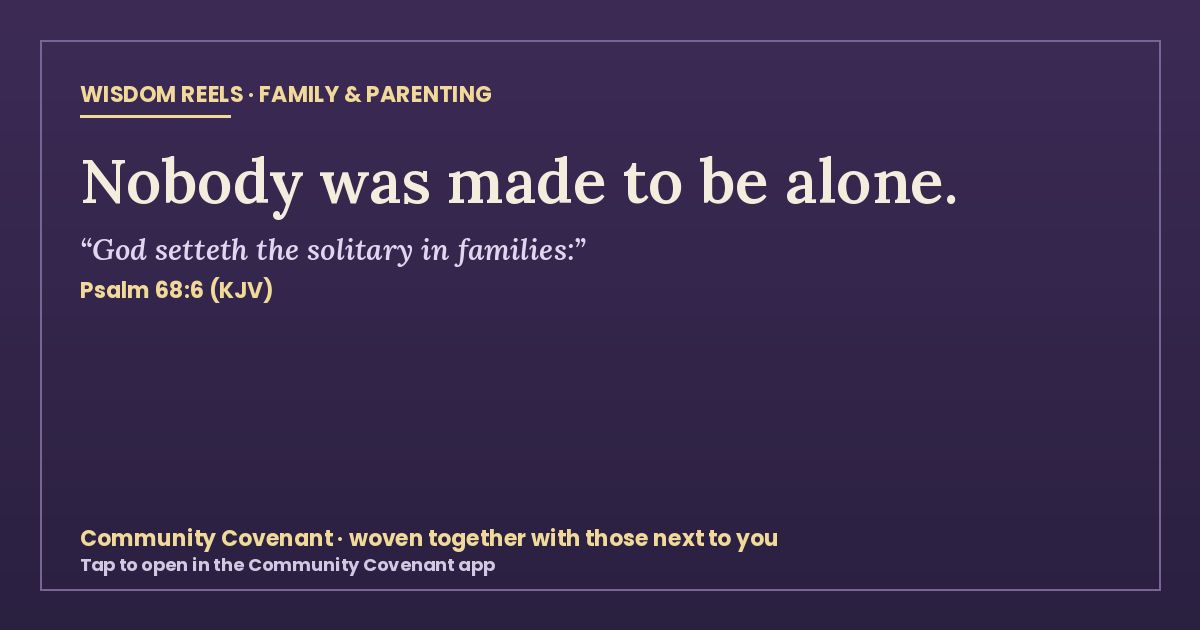 WISDOM REELS · FAMILY & PARENTING
Nobody was made to be alone.
“God setteth the solitary in families:”
Psalm 68:6 (KJV)
Community Covenant · woven together with those next to you
Tap to open in the Community Covenant app